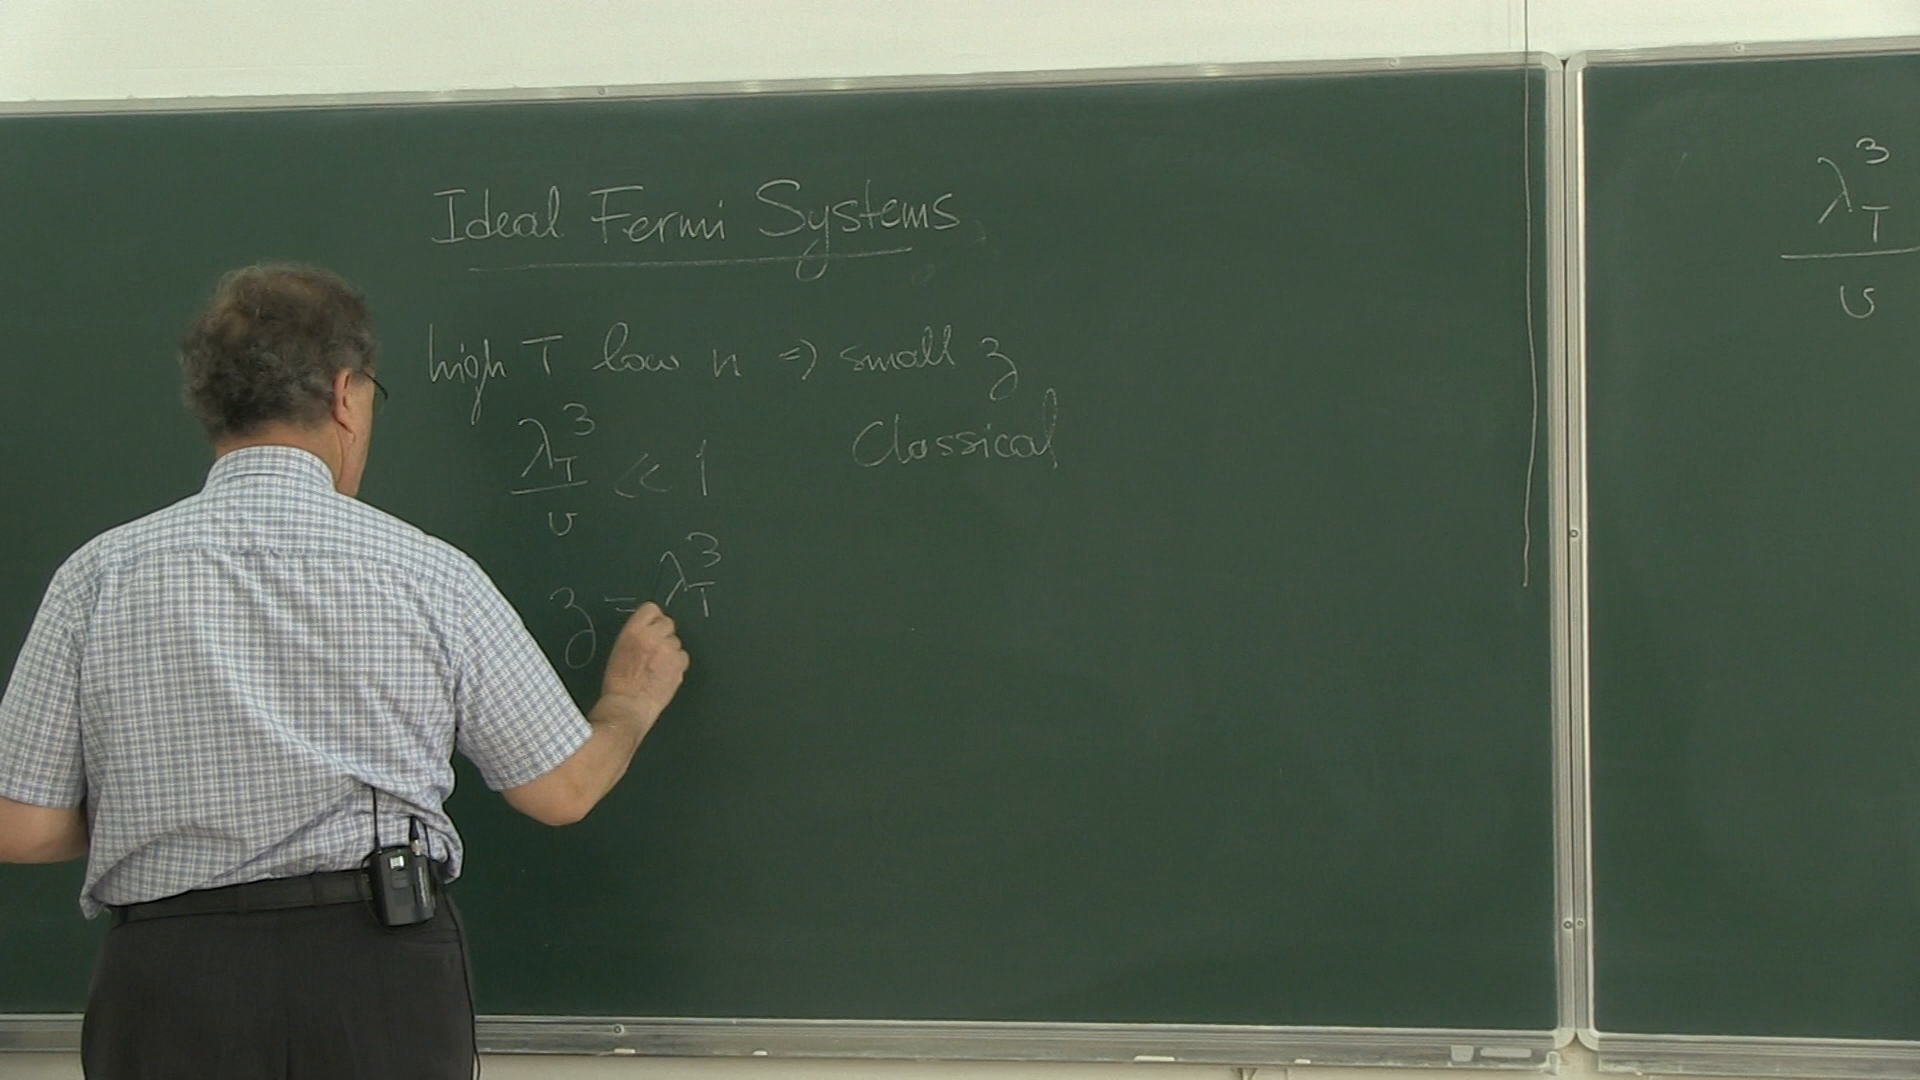 Ideal Fermi Systems
high T low n => small z
λ_T^3 / v << 1
Classical
z = λ_T^3
λ_T^3 / v